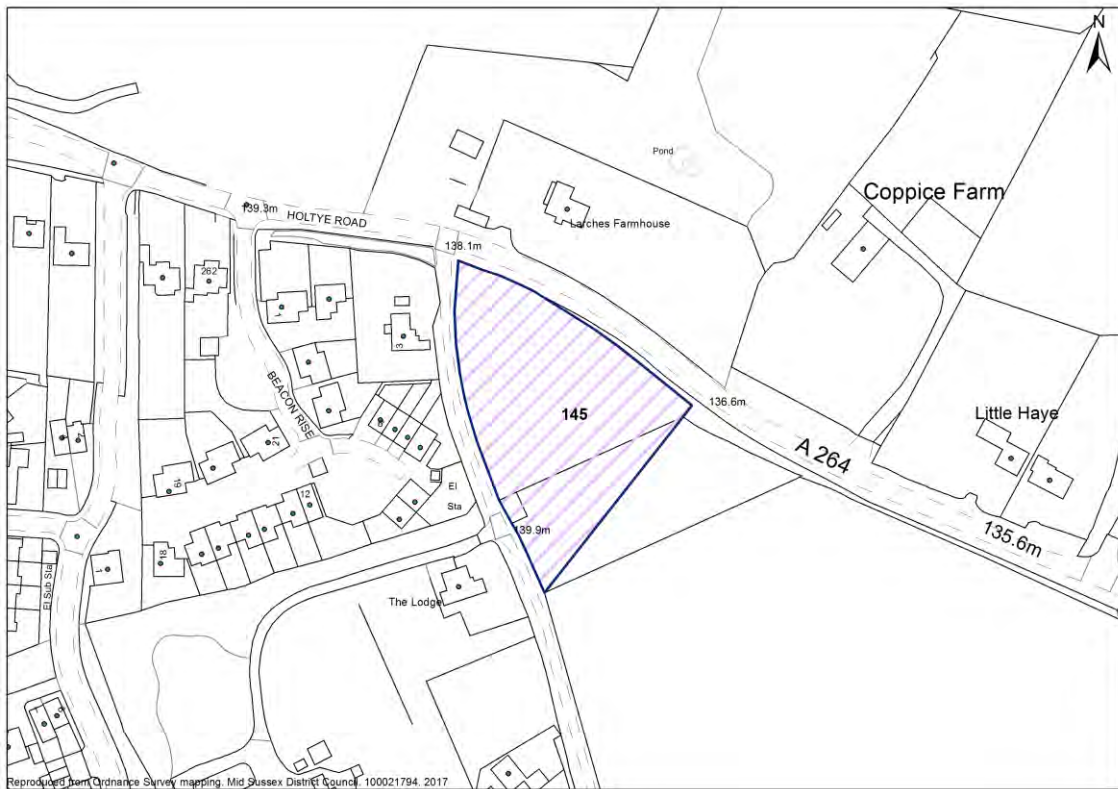 N
Pond
Coppice Farm
139.3m
HOLTYE ROAD
Larches Farmhouse
138.1m
262
1
3
BEACON RISE
145
136.6m
Little Haye
A 264
21
19
12
El
Sta
139.9m
135.6m
18
1
El Sub Sta
The Lodge
Reproduced from Ordnance Survey mapping. Mid Sussex District Council. 100021794. 2017